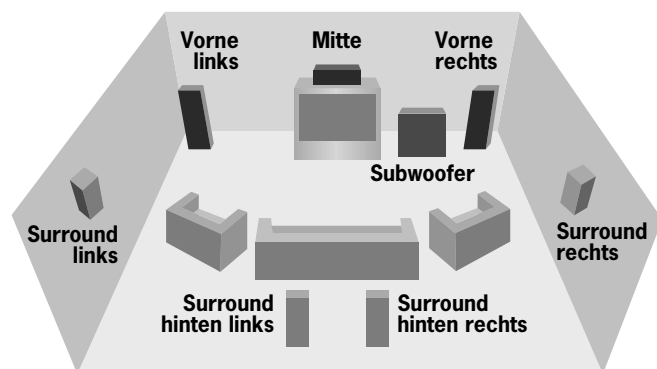 Vorne
links
Mitte
Vorne
rechts
Subwoofer
Surround
links
Surround
rechts
Surround
hinten links
Surround
hinten rechts